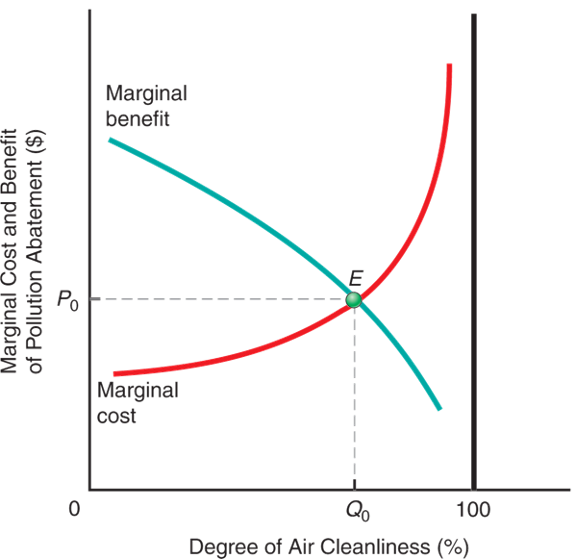 Marginal Cost and Benefit
of Pollution Abatement ($)
Marginal
benefit
E
P₀
Marginal
cost
0
Q₀
100
Degree of Air Cleanliness (%)